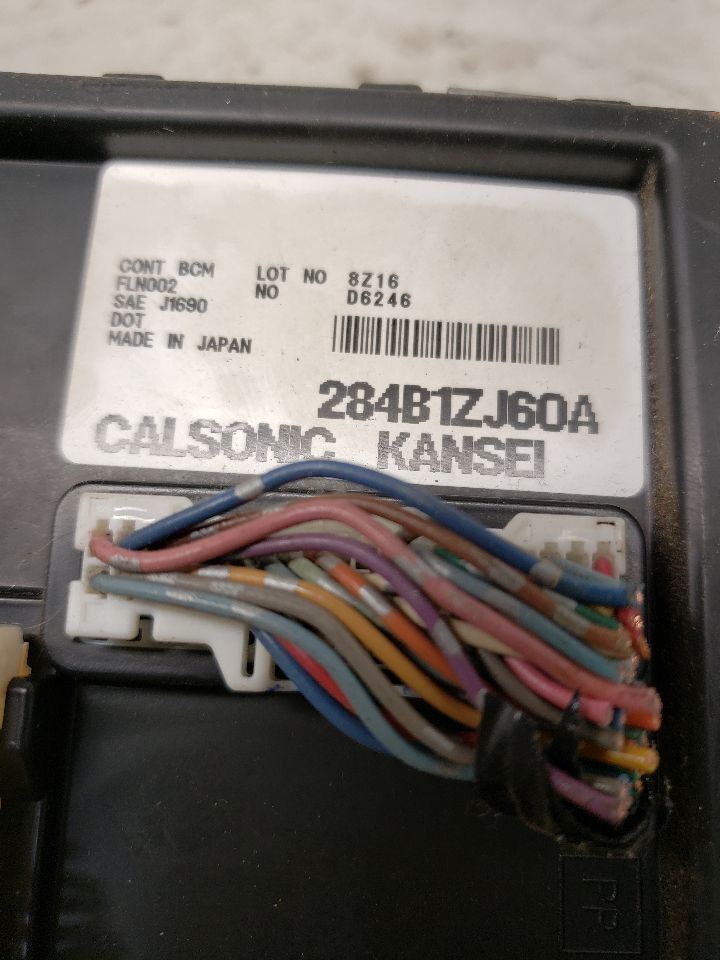 CONT BCM LOT NO 8Z16
FLN002 NO D6246
SAE J1690
DOT
MADE IN JAPAN
284B1ZJ60A
CALSONIC KANSEI
PP